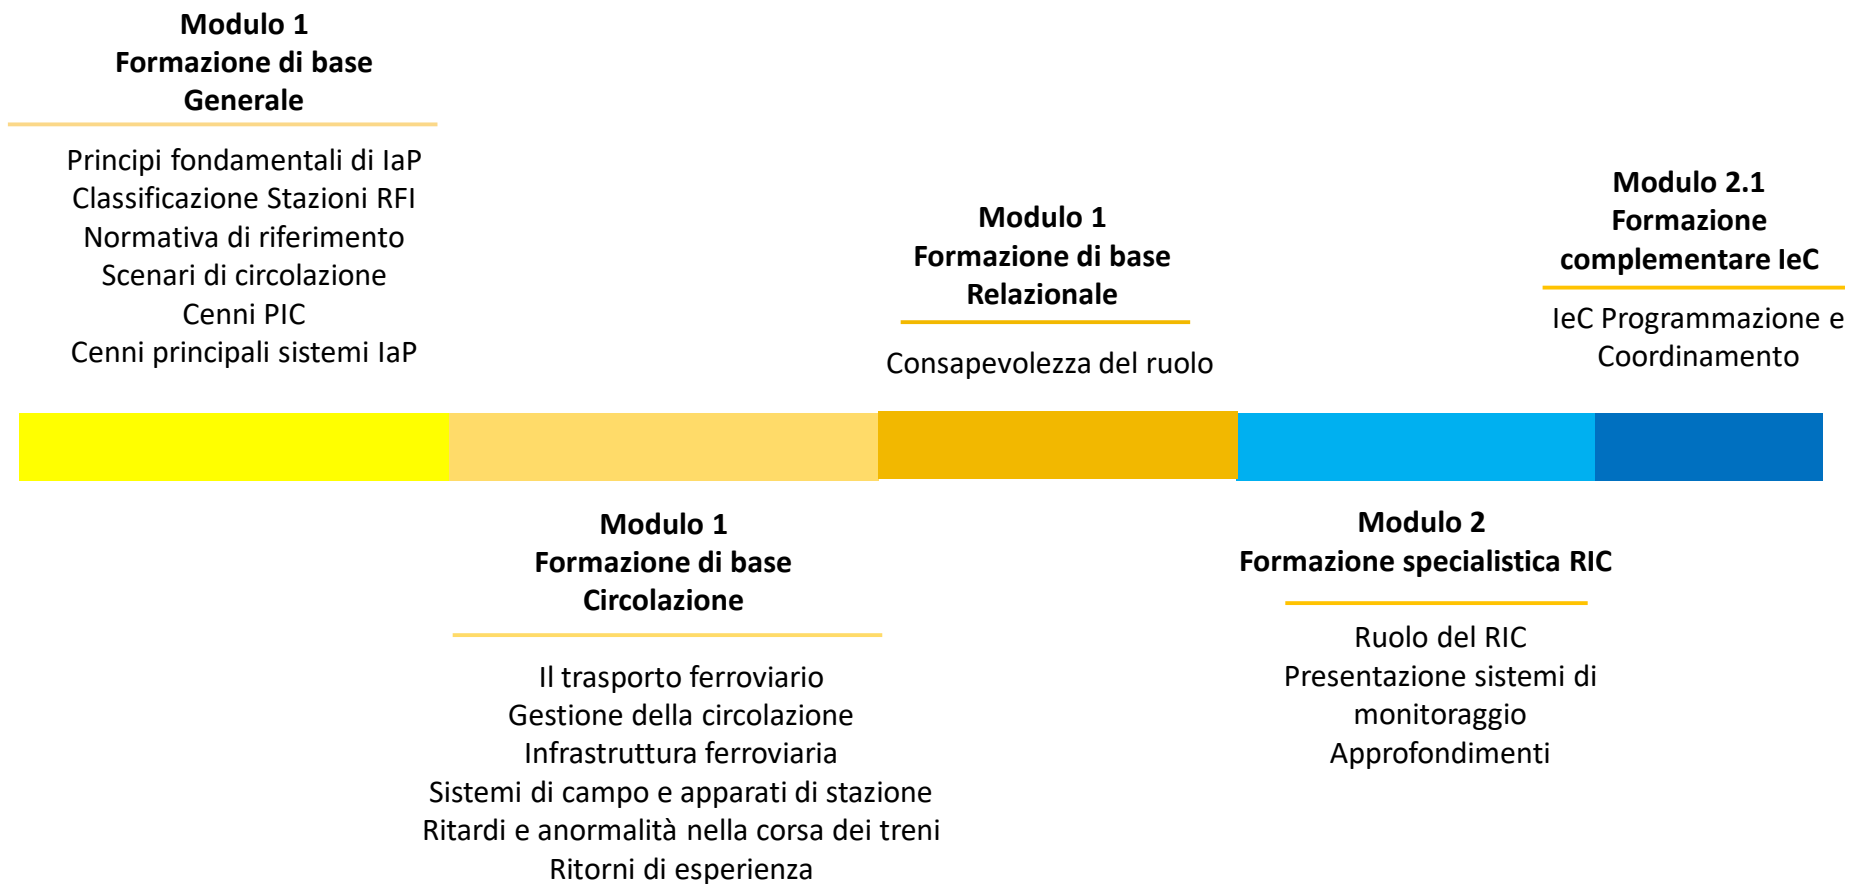 Modulo 1
Formazione di base
Generale
Principi fondamentali di IaP
Classificazione Stazioni RFI
Normativa di riferimento
Scenari di circolazione
Cenni PIC
Cenni principali sistemi IaP
Modulo 1
Formazione di base
Circolazione
Il trasporto ferroviario
Gestione della circolazione
Infrastruttura ferroviaria
Sistemi di campo e apparati di stazione
Ritardi e anormalità nella corsa dei treni
Ritorni di esperienza
Modulo 1
Formazione di base
Relazionale
Consapevolezza del ruolo
Modulo 2
Formazione specialistica RIC
Ruolo del RIC
Presentazione sistemi di
monitoraggio
Approfondimenti
Modulo 2.1
Formazione
complementare IeC
IeC Programmazione e
Coordinamento